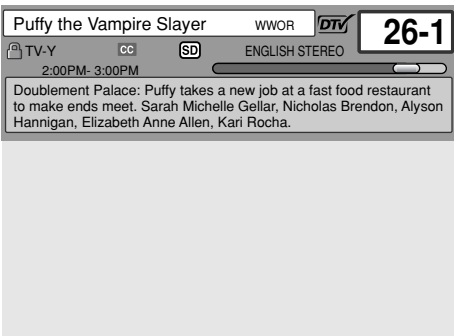 Puffy the Vampire Slayer WWOR DTV 26-1
TV-Y CC SD ENGLISH STEREO
2:00PM- 3:00PM
Doublement Palace: Puffy takes a new job at a fast food restaurant
to make ends meet. Sarah Michelle Gellar, Nicholas Brendon, Alyson
Hannigan, Elizabeth Anne Allen, Kari Rocha.